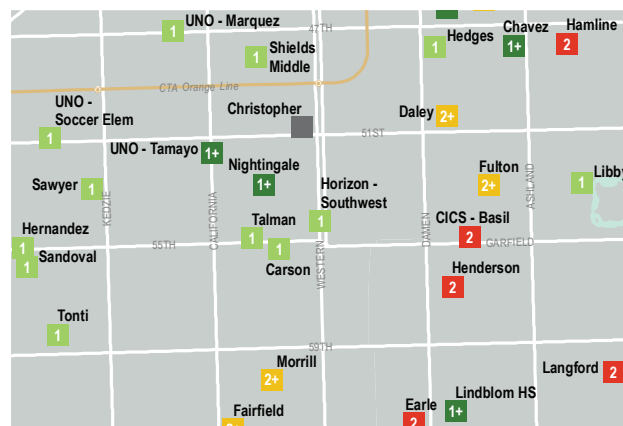 UNO - Marquez
1
47TH
Chavez
1+
Hamline
2
Hedges
1
Shields
Middle
1
CTA Orange Line
UNO -
Soccer Elem
1
Christopher
51ST
Daley
2+
UNO - Tamayo
1+
Nightingale
1+
Fulton
2+
ASHLAND
Libby
1
Sawyer
1
KEDZIE
Horizon -
Southwest
1
CALIFORNIA
Talman
1
DAMEN
CICS - Basil
2
GARFIELD
Hernandez
1
Sandoval
1
55TH
Carson
1
WESTERN
Henderson
2
Tonti
1
59TH
Morrill
2+
Langford
2
Fairfield
2+
Earle
2
Lindblom HS
1+